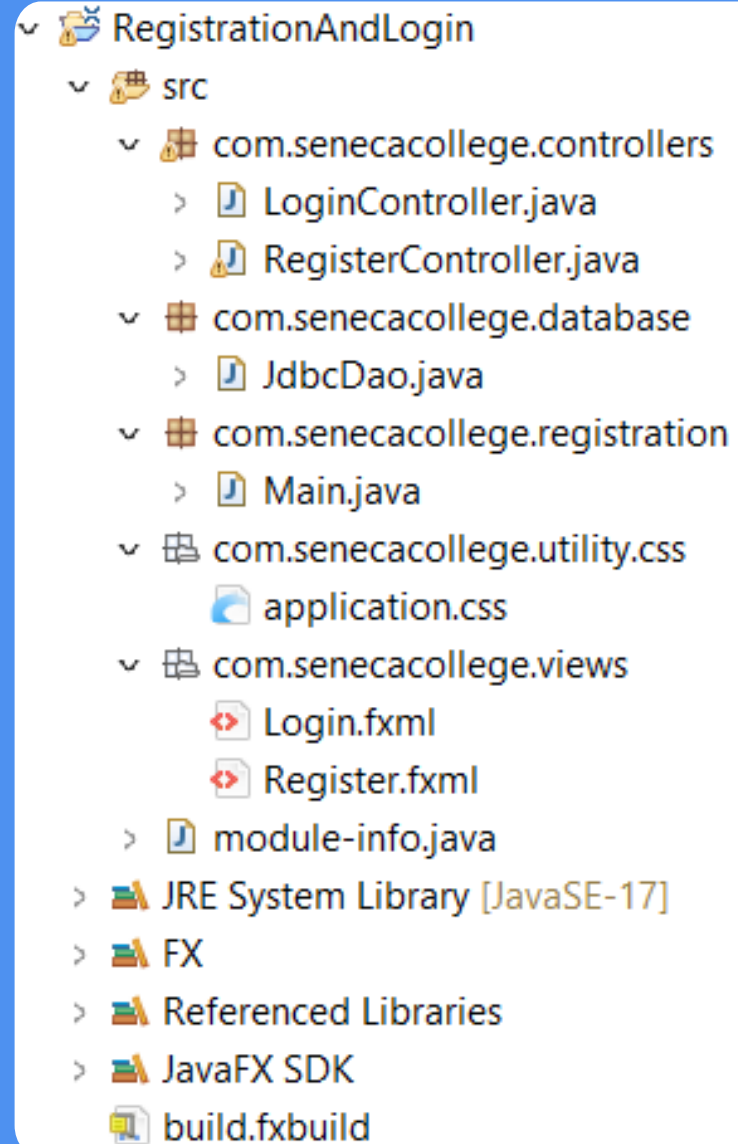 RegistrationAndLogin
src
com.senecacollege.controllers
LoginController.java
RegisterController.java
com.senecacollege.database
JdbcDao.java
com.senecacollege.registration
Main.java
com.senecacollege.utility.css
application.css
com.senecacollege.views
Login.fxml
Register.fxml
module-info.java
JRE System Library [JavaSE-17]
FX
Referenced Libraries
JavaFX SDK
build.fxbuild